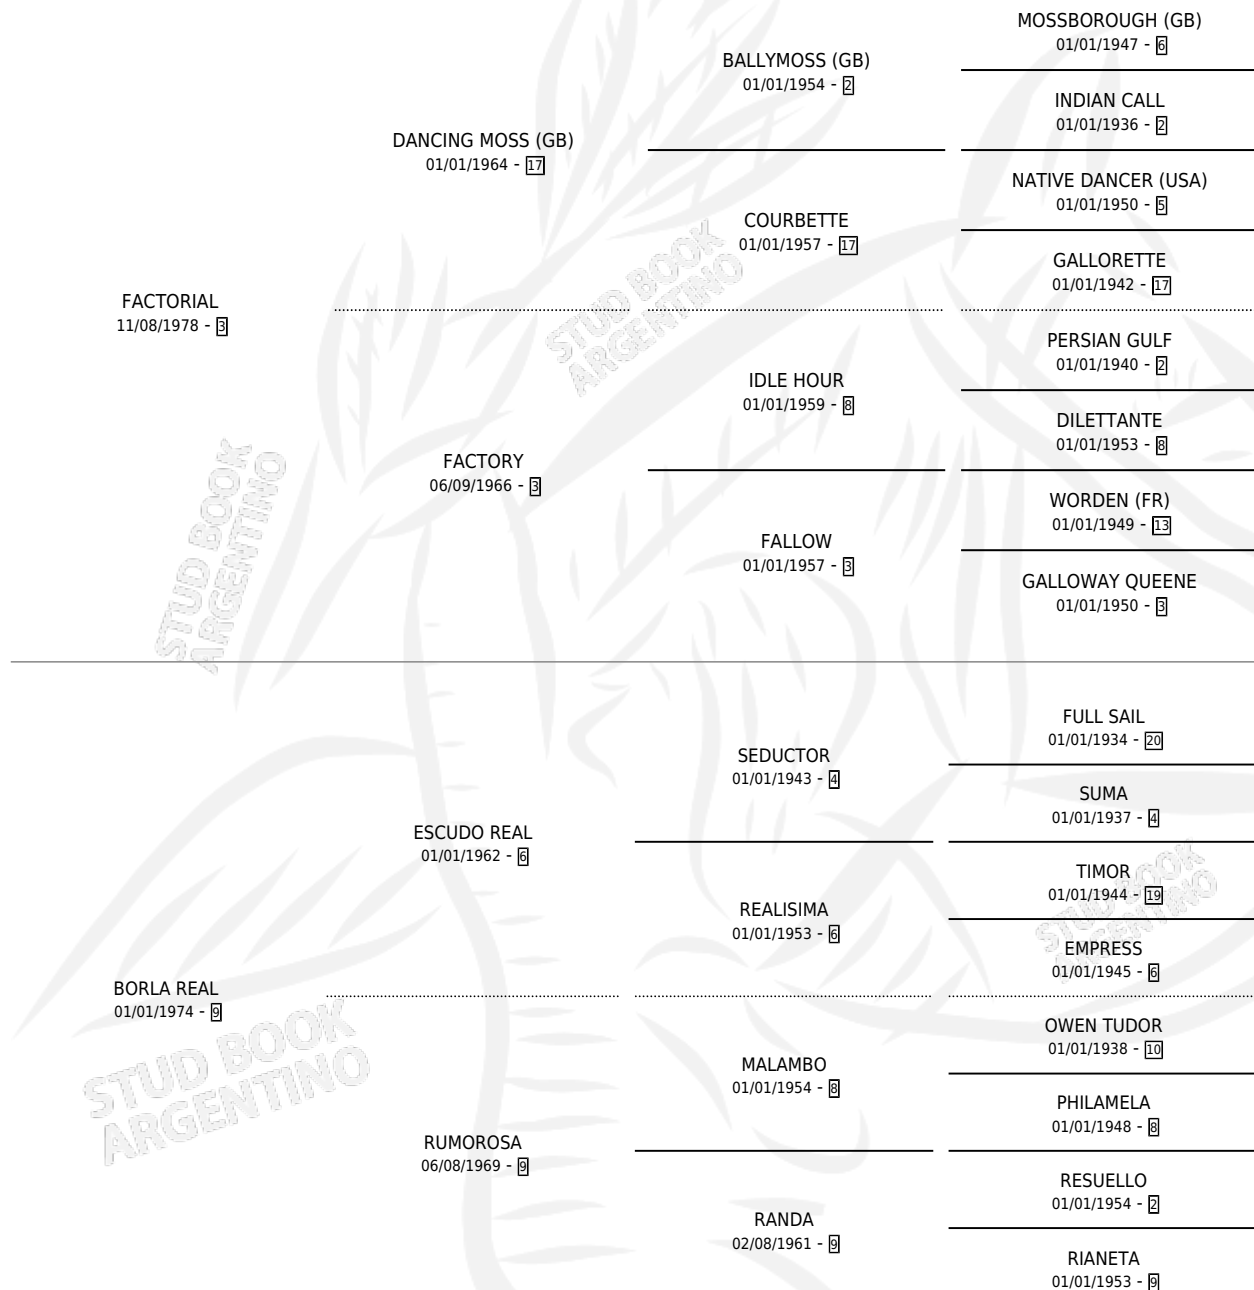 MOSSBOROUGH (GB)
01/01/1947 - 6
BALLYMOSS (GB)
01/01/1954 - 2
INDIAN CALL
01/01/1936 - 2
DANCING MOSS (GB)
01/01/1964 - 17
NATIVE DANCER (USA)
01/01/1950 - 5
COURBETTE
01/01/1957 - 17
GALLORETTE
01/01/1942 - 17
FACTORIAL
11/08/1978 - 3
PERSIAN GULF
01/01/1940 - 2
IDLE HOUR
01/01/1959 - 8
DILETTANTE
01/01/1953 - 8
FACTORY
06/09/1966 - 3
WORDEN (FR)
01/01/1949 - 13
FALLOW
01/01/1957 - 3
GALLOWAY QUEENE
01/01/1950 - 3
FULL SAIL
01/01/1934 - 20
SEDUCTOR
01/01/1943 - 4
SUMA
01/01/1937 - 4
ESCUDO REAL
01/01/1962 - 6
TIMOR
01/01/1944 - 19
REALISIMA
01/01/1953 - 6
EMPRESS
01/01/1945 - 6
BORLA REAL
01/01/1974 - 9
OWEN TUDOR
01/01/1938 - 10
MALAMBO
01/01/1954 - 8
PHILAMELA
01/01/1948 - 8
RUMOROSA
06/08/1969 - 9
RESUELLO
01/01/1954 - 2
RANDA
02/08/1961 - 9
RIANETA
01/01/1953 - 9
STUD BOOK
ARGENTINO
STUD BOOK
ARGENTINO
STUD BOOK
ARGENTINO
STUD BOOK
ARGENTINO